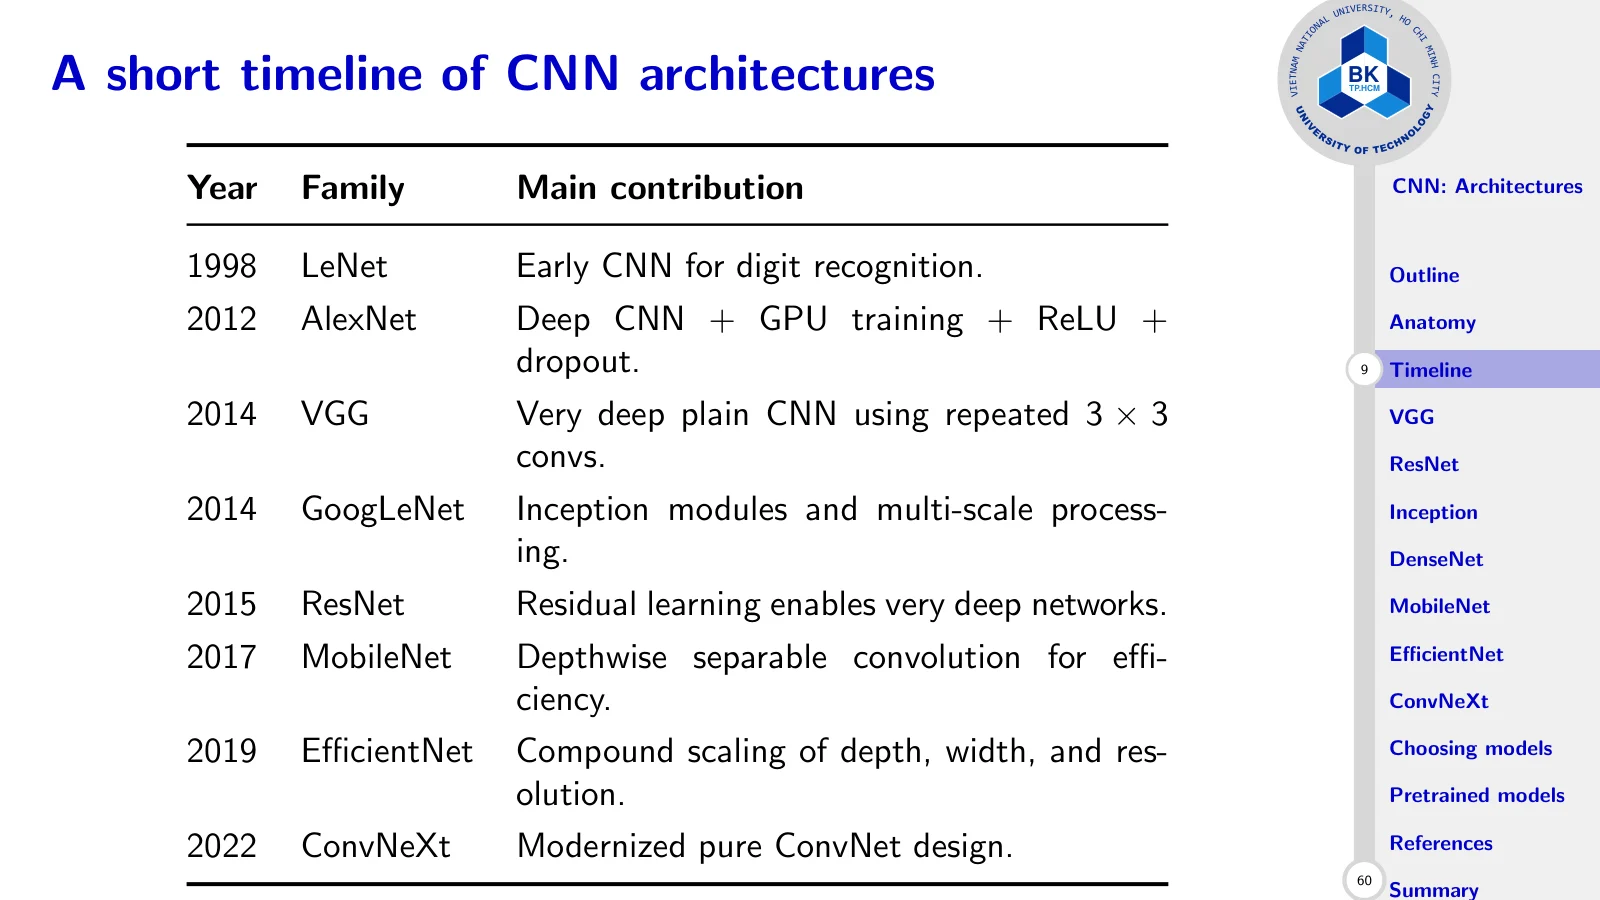 A short timeline of CNN architectures
Year Family Main contribution
1998 LeNet Early CNN for digit recognition.
2012 AlexNet Deep CNN + GPU training + ReLU +
dropout.
2014 VGG Very deep plain CNN using repeated 3 × 3
convs.
2014 GoogLeNet Inception modules and multi-scale process-
ing.
2015 ResNet Residual learning enables very deep networks.
2017 MobileNet Depthwise separable convolution for effi-
ciency.
2019 EfficientNet Compound scaling of depth, width, and res-
olution.
2022 ConvNeXt Modernized pure ConvNet design.
VIETNAM NATIONAL UNIVERSITY, HO CHI MINH CITY
BK
TP.HCM
UNIVERSITY OF TECHNOLOGY
CNN: Architectures
Outline
Anatomy
9 Timeline
VGG
ResNet
Inception
DenseNet
MobileNet
EfficientNet
ConvNeXt
Choosing models
Pretrained models
References
60
Summary